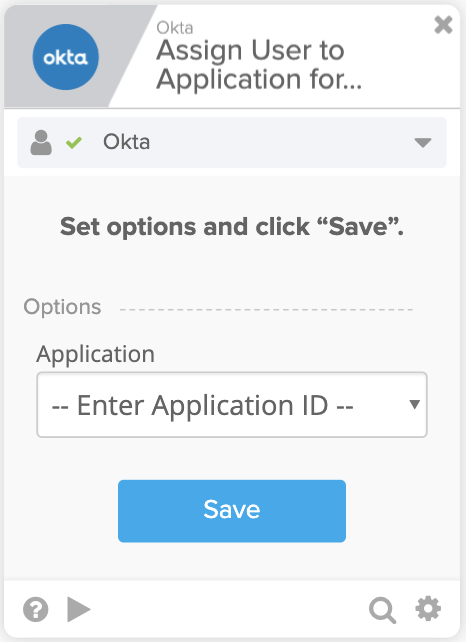 okta
Okta
Assign User to
Application for...
Okta
Set options and click “Save”.
Options
Application
-- Enter Application ID --
Save
?